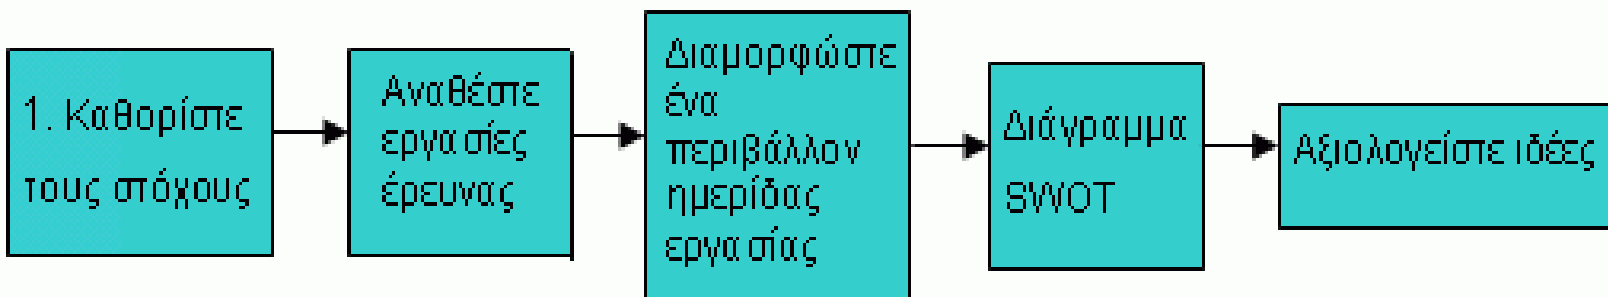 1. Καθορίστε
τους στόχους
Αναθέστε
εργασίες
έρευνας
Διαμορφώστε
ένα
περιβάλλον
ημερίδας
εργασίας
Διάγραμμα
SWOT
Αξιολογείστε ιδέες